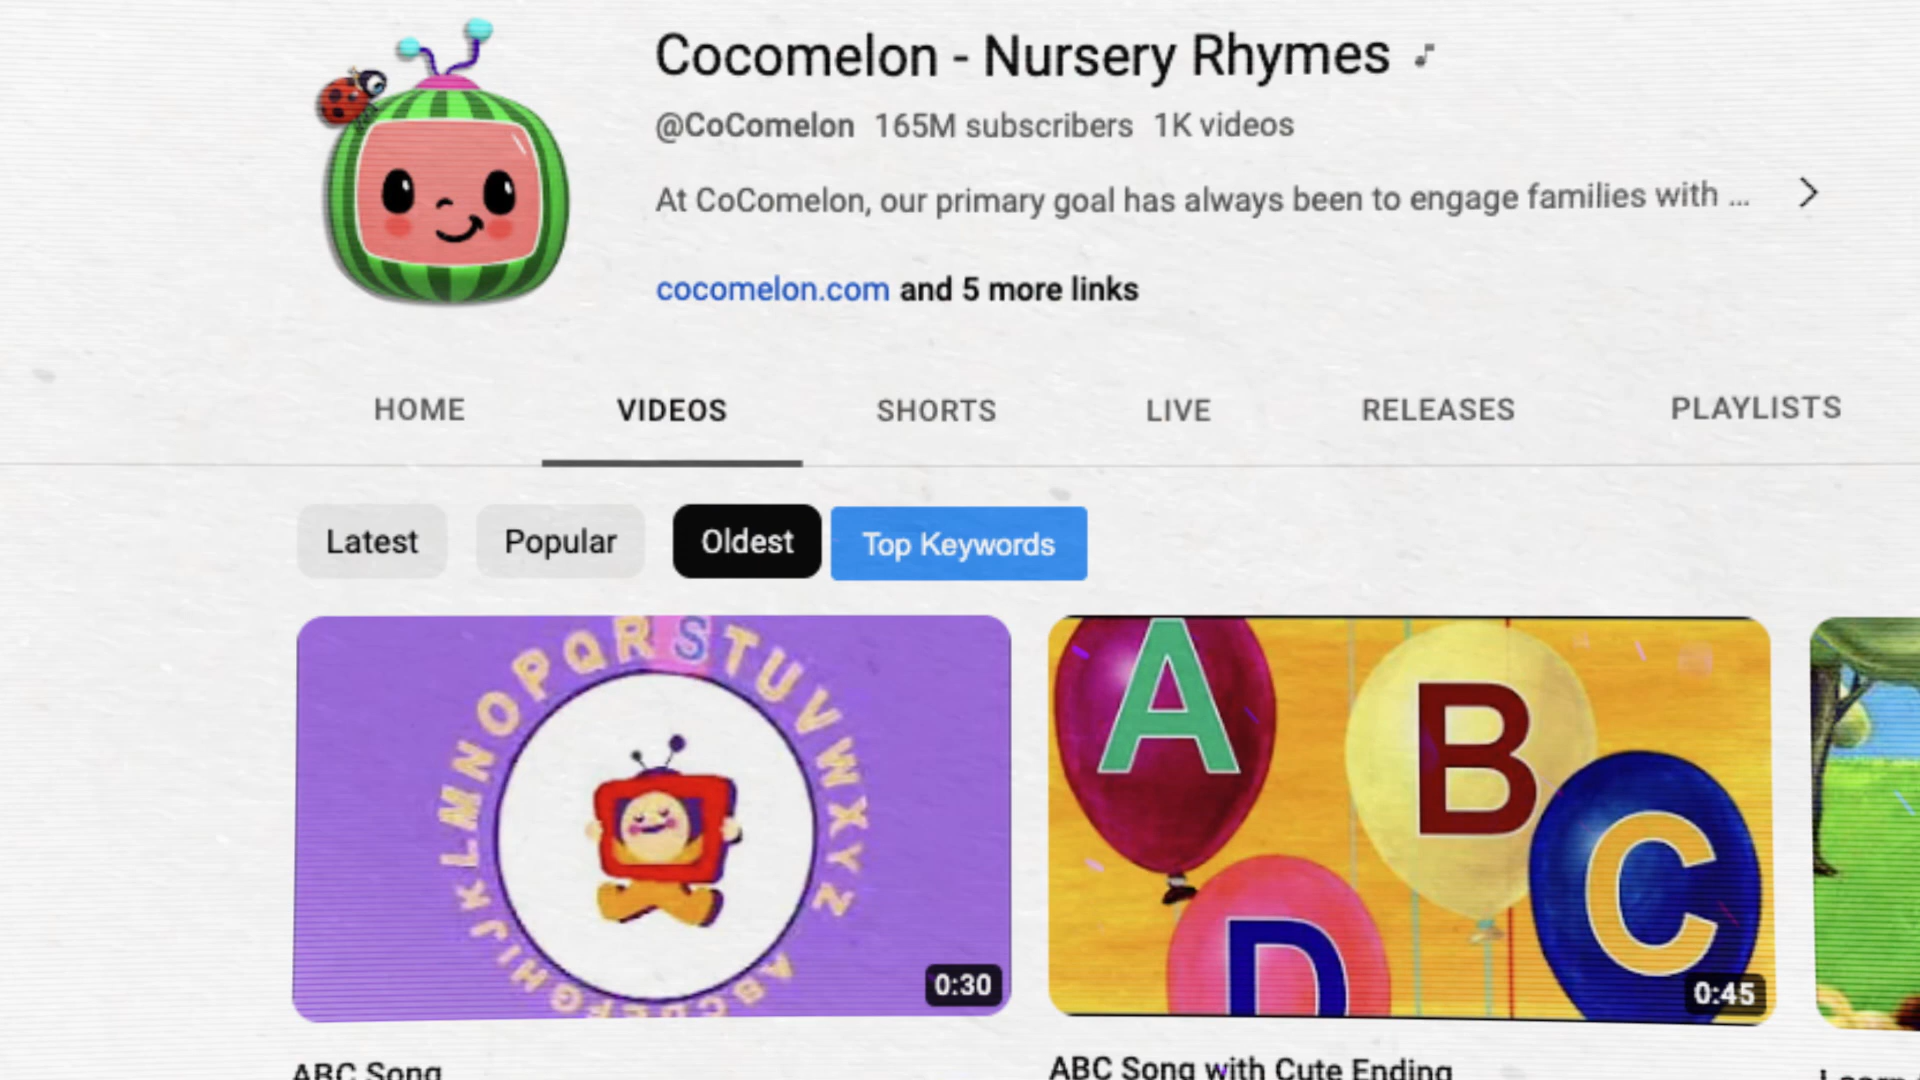 Cocomelon - Nursery Rhymes
@CoComelon 165M subscribers 1K videos
At CoComelon, our primary goal has always been to engage families with ...
cocomelon.com and 5 more links
HOME VIDEOS SHORTS LIVE RELEASES PLAYLISTS
Latest Popular Oldest Top Keywords
ABCDEFGHIJKLMNOPQRSTUVWXYZ
A B C D
0:30 0:45
ABC Song ABC Song with Cute Ending